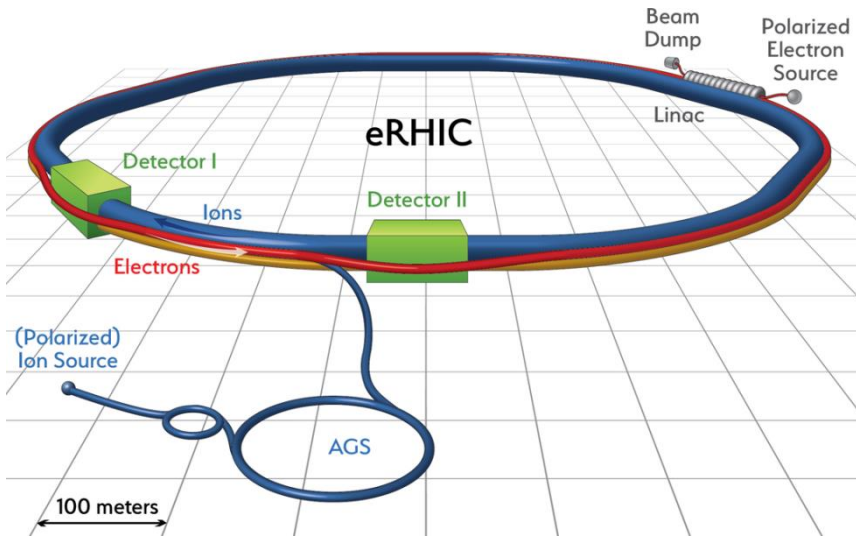 Beam
Dump
Polarized
Electron
Source
Linac
eRHIC
Detector I
Detector II
Ions
Electrons
(Polarized)
Ion Source
AGS
100 meters